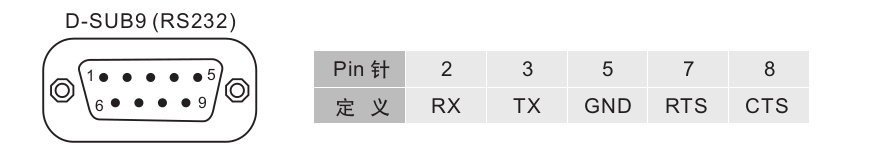 D-SUB9 (RS232)
1 5
6 9
Pin 针 2 3 5 7 8
定 义 RX TX GND RTS CTS